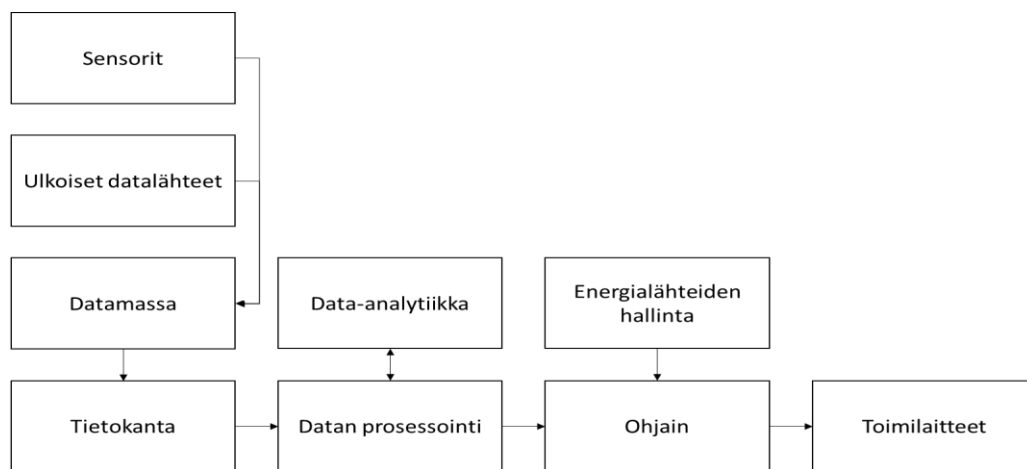 Sensorit
Ulkoiset datalähteet
Datamassa
Data-analytiikka
Energialähteiden
hallinta
Tietokanta
Datan prosessointi
Ohjain
Toimilaitteet